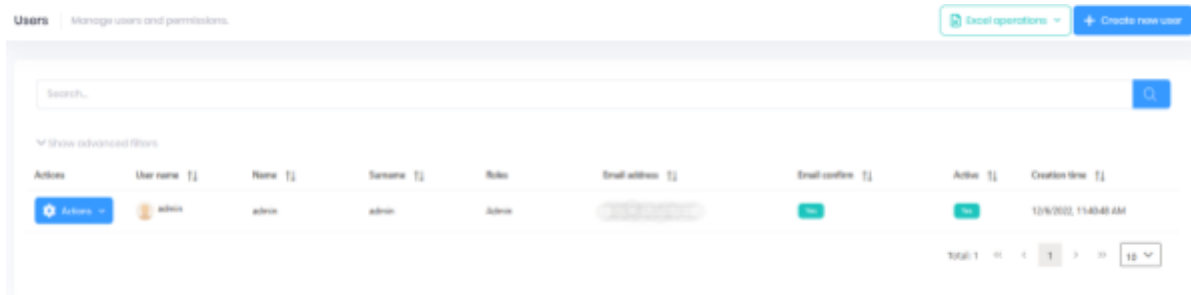 Users Manage users and permissions. Excel operations + Create new user
Search...
Show advanced filters
Actions User name Name Surname Roles Email address Email confirm Active Creation time
Actions admin admin admin Admin Yes Yes 12/6/2022, 11:40:48 AM
Total: 1 << < 1 > >> 10